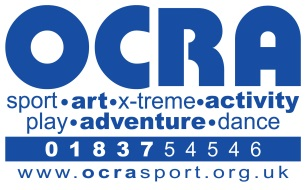 OCRA
sport•art•x-treme•activity
play•adventure•dance
01837 54546
www.ocrasport.org.uk